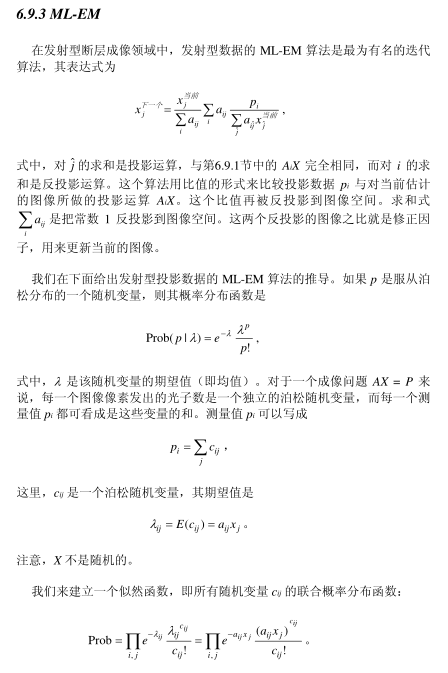 6.9.3 ML-EM
在发射型断层成像领域中，发射型数据的 ML-EM 算法是最为有名的迭代
算法，其表达式为
x_j^{下一个} = \frac{x_j^{当前}}{\sum_i a_{ij}} \sum_i a_{ij} \frac{p_i}{\sum_{\hat{j}} a_{i\hat{j}} x_{\hat{j}}^{当前}} ，
式中，对 \hat{j} 的求和是投影运算，与第6.9.1节中的 A_iX 完全相同，而对 i 的求
和是反投影运算。这个算法用比值的形式来比较投影数据 p_i 与对当前估计
的图像所做的投影运算 A_iX。这个比值再被反投影到图像空间。求和式
\sum_i a_{ij} 是把常数 1 反投影到图像空间。这两个反投影的图像之比就是修正因
子，用来更新当前的图像。
我们在下面给出发射型投影数据的 ML-EM 算法的推导。如果 p 是服从泊
松分布的一个随机变量，则其概率分布函数是
Prob(p | λ) = e^{-λ} \frac{λ^p}{p!} ，
式中，λ 是该随机变量的期望值（即均值）。对于一个成像问题 AX = P 来
说，每一个图像像素发出的光子数是一个独立的泊松随机变量，而每一个测
量值 p_i 都可看成是这些变量的和。测量值 p_i 可以写成
p_i = \sum_j c_{ij} ，
这里，c_{ij} 是一个泊松随机变量，其期望值是
λ_{ij} = E(c_{ij}) = a_{ij} x_j 。
注意，X 不是随机的。
我们来建立一个似然函数，即所有随机变量 c_{ij} 的联合概率分布函数：
Prob = \prod_{i,j} e^{-λ_{ij}} \frac{λ_{ij}^{c_{ij}}}{c_{ij}!} = \prod_{i,j} e^{-a_{ij} x_j} \frac{(a_{ij} x_j)^{c_{ij}}}{c_{ij}!} 。